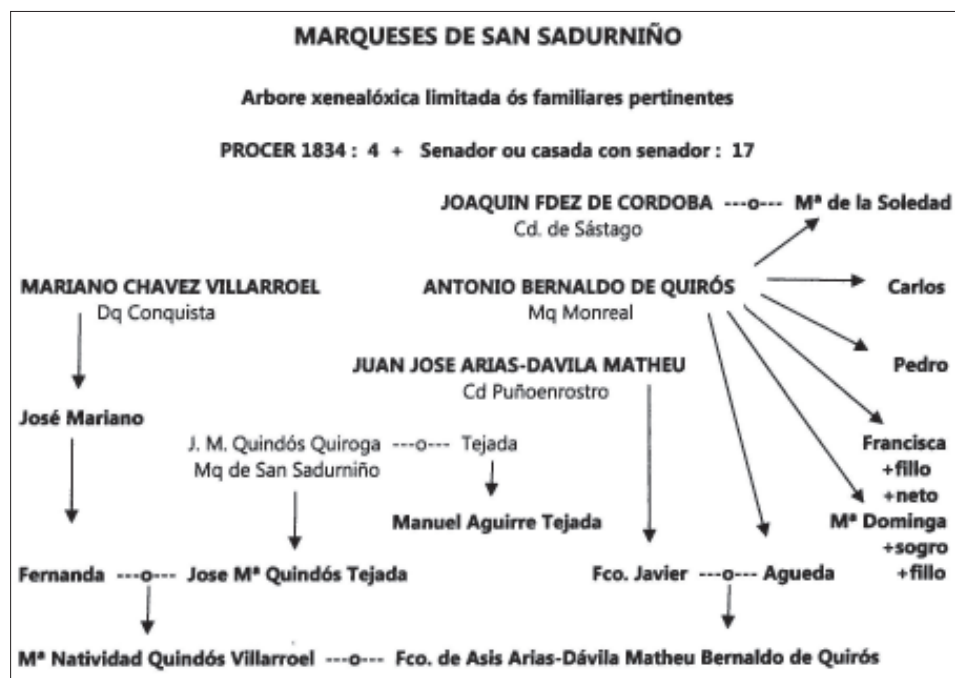 MARQUESES DE SAN SADURNIÑO
Arbore xenealóxica limitada ós familiares pertinentes
PROCER 1834 : 4 + Senador ou casada con senador : 17
JOAQUIN FDEZ DE CORDOBA ---o--- Mª de la Soledad
Cd. de Sástago
MARIANO CHAVEZ VILLARROEL ANTONIO BERNALDO DE QUIRÓS Carlos
Dq Conquista Mq Monreal
JUAN JOSE ARIAS-DAVILA MATHEU Pedro
Cd Puñoenrostro
José Mariano
J. M. Quindós Quiroga ---o--- Tejada Francisca
Mq de San Sadurniño +fillo
+neto
Manuel Aguirre Tejada Mª Dominga
+sogro
Fernanda ---o--- Jose Mª Quindós Tejada Fco. Javier ---o--- Agueda +fillo
Mª Natividad Quindós Villarroel ---o--- Fco. de Asis Arias-Dávila Matheu Bernaldo de Quirós